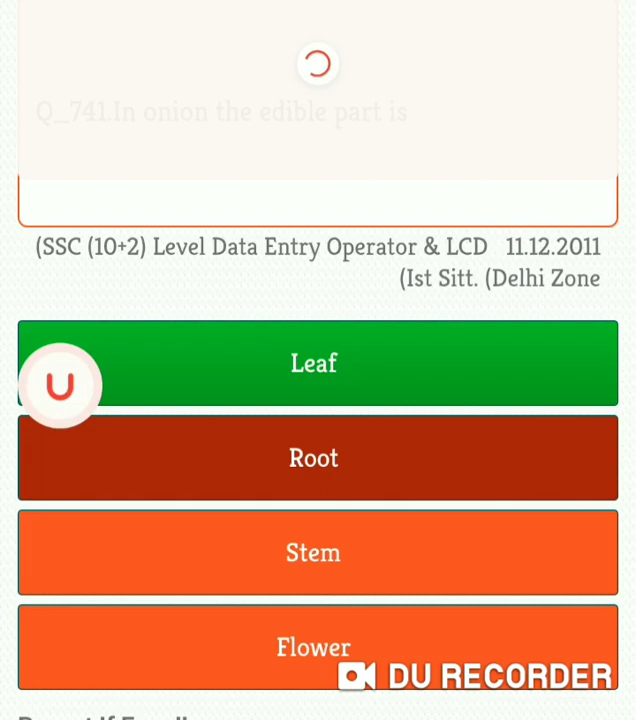 Q_741.In onion the edible part is
(SSC (10+2) Level Data Entry Operator & LCD 11.12.2011
(Ist Sitt. (Delhi Zone
Leaf
Root
Stem
Flower
DU RECORDER